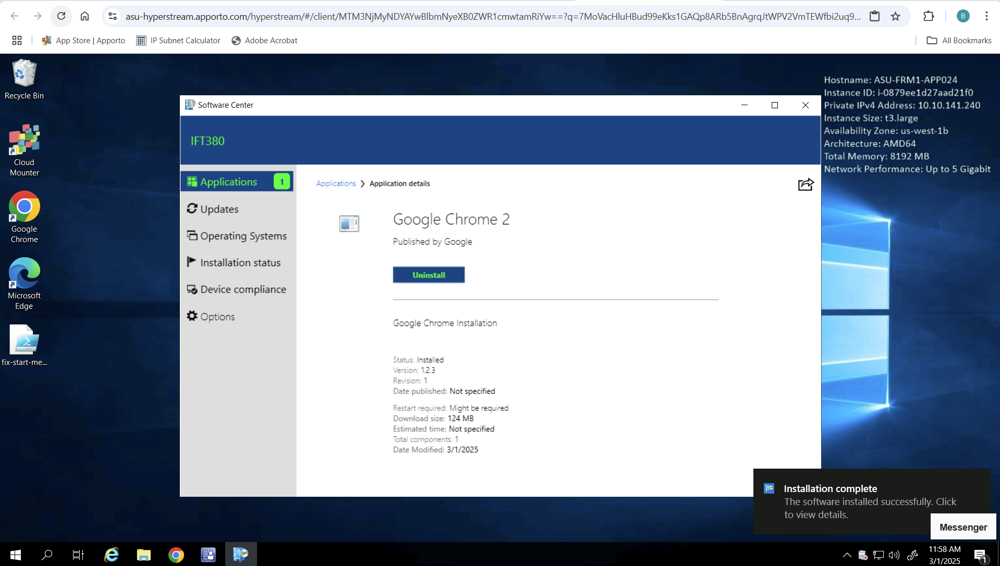 asu-hyperstream.apporto.com/hyperstream/#/client/MTM3NjMyNDYAYwBlbmNyeXB0ZWR1cmwtamRiYw==?q=7MoVacHluHBud99eKks1GAQp8ARb5BnAgrqJtWPV2VmTEWfbi2uq9...
B
App Store | Apporto
IP Subnet Calculator
Adobe Acrobat
All Bookmarks
Recycle Bin
Cloud
Mounter
Google
Chrome
Microsoft
Edge
fix-start-me...
Hostname: ASU-FRM1-APP024
Instance ID: i-0879ee1d27aad21f0
Private IPv4 Address: 10.10.141.240
Instance Size: t3.large
Availability Zone: us-west-1b
Architecture: AMD64
Total Memory: 8192 MB
Network Performance: Up to 5 Gigabit
Software Center
IFT380
Applications 1
Updates
Operating Systems
Installation status
Device compliance
Options
Applications ❯ Application details
Google Chrome 2
Published by Google
Uninstall
Google Chrome Installation
Status: Installed
Version: 1.2.3
Revision: 1
Date published: Not specified
Restart required: Might be required
Download size: 124 MB
Estimated time: Not specified
Total components: 1
Date Modified: 3/1/2025
Installation complete
The software installed successfully. Click
to view details.
Messenger
11:58 AM
3/1/2025
1